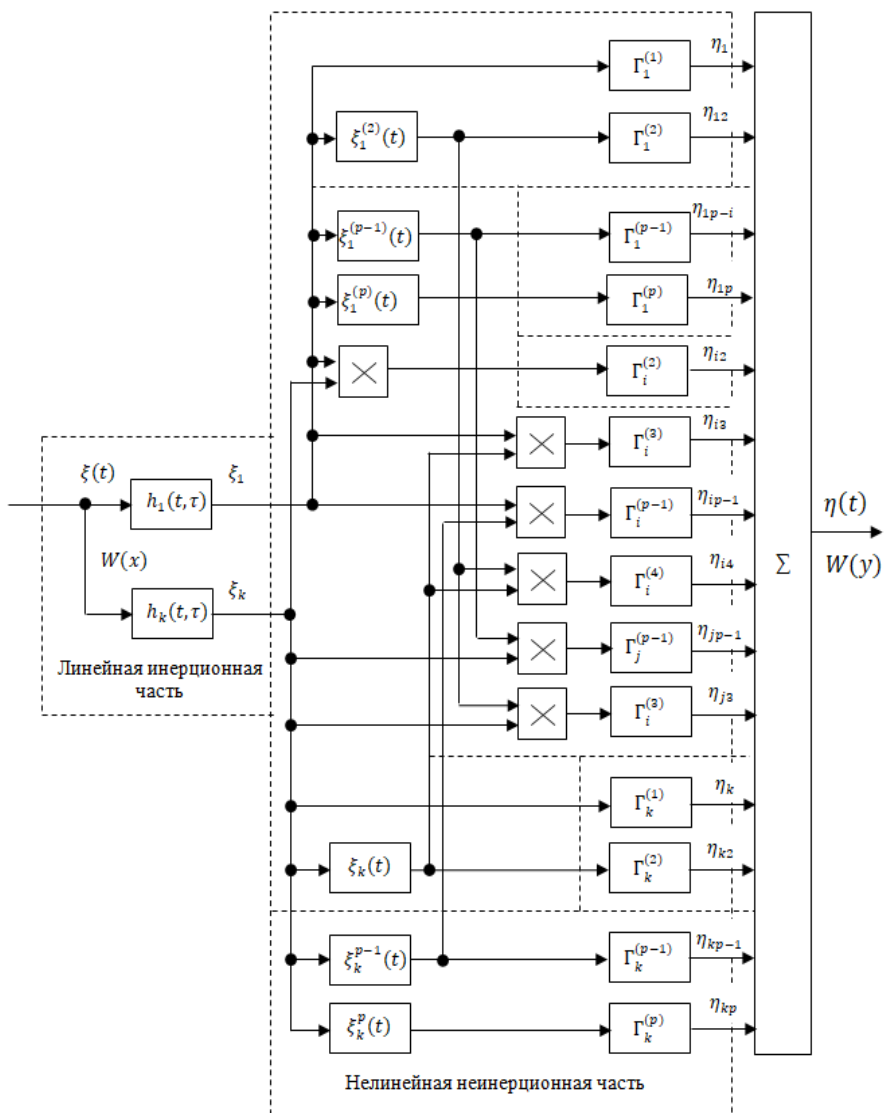 η₁
Γ₁⁽¹⁾
η₁₂
ξ₁⁽²⁾(t)
Γ₁⁽²⁾
η₁ₚ₋ᵢ
ξ₁⁽ᵖ⁻¹⁾(t)
Γ₁⁽ᵖ⁻¹⁾
η₁ₚ
ξ₁⁽ᵖ⁾(t)
Γ₁⁽ᵖ⁾
ηᵢ₂
Γᵢ⁽²⁾
ηᵢ₃
Γᵢ⁽³⁾
ξ(t)
ξ₁
h₁(t,τ)
ηᵢₚ₋₁
Γᵢ⁽ᵖ⁻¹⁾
η(t)
W(x)
ηᵢ₄
Γᵢ⁽⁴⁾
Σ
W(y)
ξₖ
hₖ(t,τ)
ηⱼₚ₋₁
Γⱼ⁽ᵖ⁻¹⁾
Линейная инерционная
часть
ηⱼ₃
Γᵢ⁽³⁾
ηₖ
Γₖ⁽¹⁾
ηₖ₂
ξₖ(t)
Γₖ⁽²⁾
ηₖₚ₋₁
ξₖᵖ⁻¹(t)
Γₖ⁽ᵖ⁻¹⁾
ηₖₚ
ξₖᵖ(t)
Γₖ⁽ᵖ⁾
Нелинейная неинерционная часть